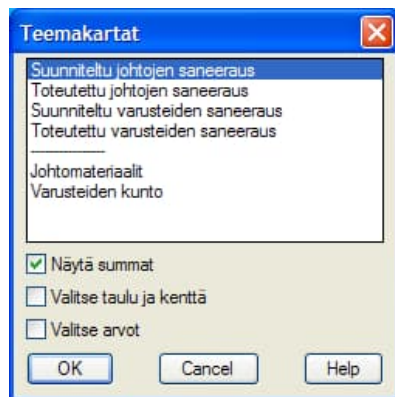 Teemakartat
Suunniteltu johtojen saneeraus
Toteutettu johtojen saneeraus
Suunniteltu varusteiden saneeraus
Toteutettu varusteiden saneeraus
--------------------
Johtomateriaalit
Varusteiden kunto
Näytä summat
Valitse taulu ja kenttä
Valitse arvot
OK Cancel Help